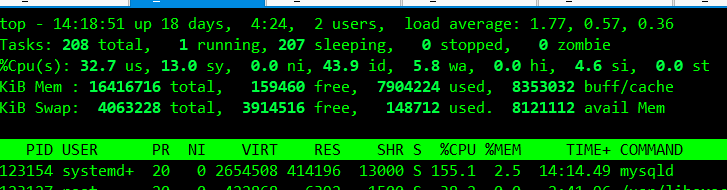 top - 14:18:51 up 18 days,  4:24,  2 users,  load average: 1.77, 0.57, 0.36
Tasks: 208 total,   1 running, 207 sleeping,   0 stopped,   0 zombie
%Cpu(s): 32.7 us, 13.0 sy,  0.0 ni, 43.9 id,  5.8 wa,  0.0 hi,  4.6 si,  0.0 st
KiB Mem : 16416716 total,   159460 free,  7904224 used,  8353032 buff/cache
KiB Swap:  4063228 total,  3914516 free,   148712 used.  8121112 avail Mem
PID USER PR NI VIRT RES SHR S %CPU %MEM TIME+ COMMAND
123154 systemd+ 20 0 2654508 414196 13000 S 155.1 2.5 14:14.49 mysqld